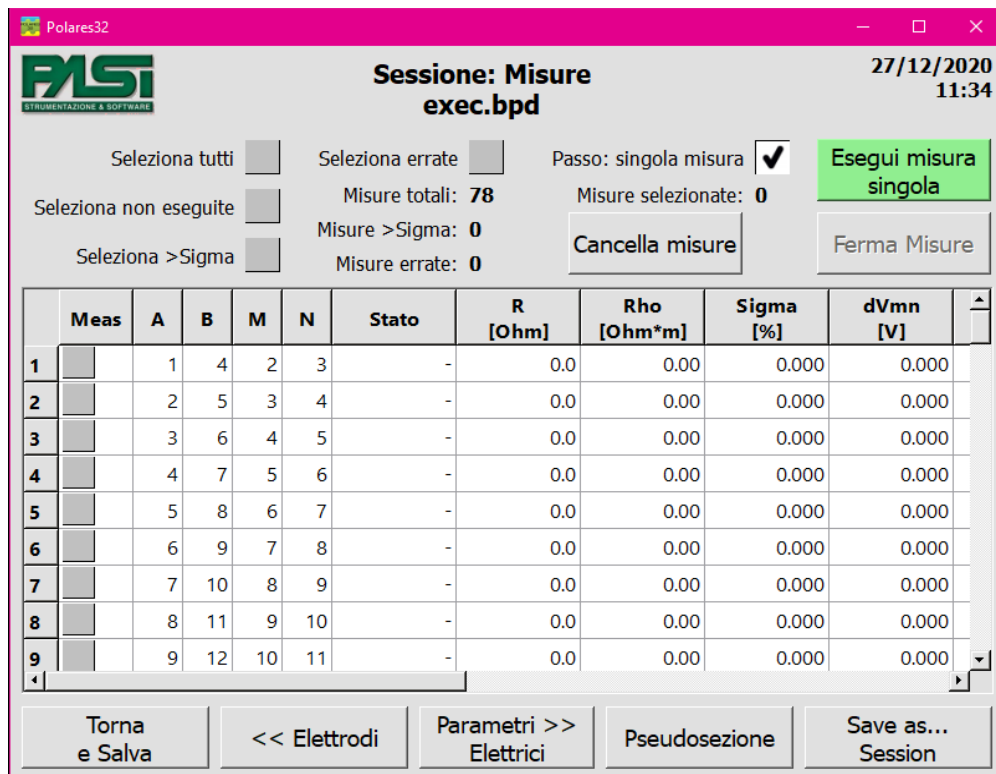 Polares32
PASI
STRUMENTAZIONE & SOFTWARE
Sessione: Misure
exec.bpd
27/12/2020
11:34
Seleziona tutti
Seleziona errate
Passo: singola misura
Esegui misura
singola
Seleziona non eseguite
Misure totali: 78
Misure selezionate: 0
Misure >Sigma: 0
Seleziona >Sigma
Misure errate: 0
Cancella misure
Ferma Misure
Meas A B M N Stato R [Ohm] Rho [Ohm*m] Sigma [%] dVmn [V]
1 1 4 2 3 - 0.0 0.00 0.000 0.000
2 2 5 3 4 - 0.0 0.00 0.000 0.000
3 3 6 4 5 - 0.0 0.00 0.000 0.000
4 4 7 5 6 - 0.0 0.00 0.000 0.000
5 5 8 6 7 - 0.0 0.00 0.000 0.000
6 6 9 7 8 - 0.0 0.00 0.000 0.000
7 7 10 8 9 - 0.0 0.00 0.000 0.000
8 8 11 9 10 - 0.0 0.00 0.000 0.000
9 9 12 10 11 - 0.0 0.00 0.000 0.000
Torna
e Salva
<< Elettrodi
Parametri >>
Elettrici
Pseudosezione
Save as...
Session